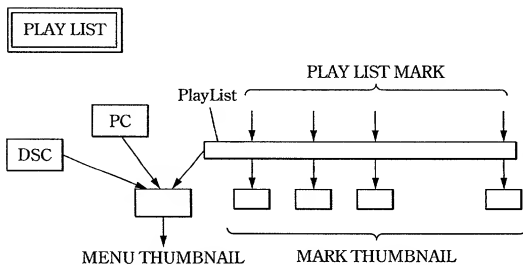 PLAY LIST
PLAY LIST MARK
PlayList
PC
DSC
MENU THUMBNAIL
MARK THUMBNAIL